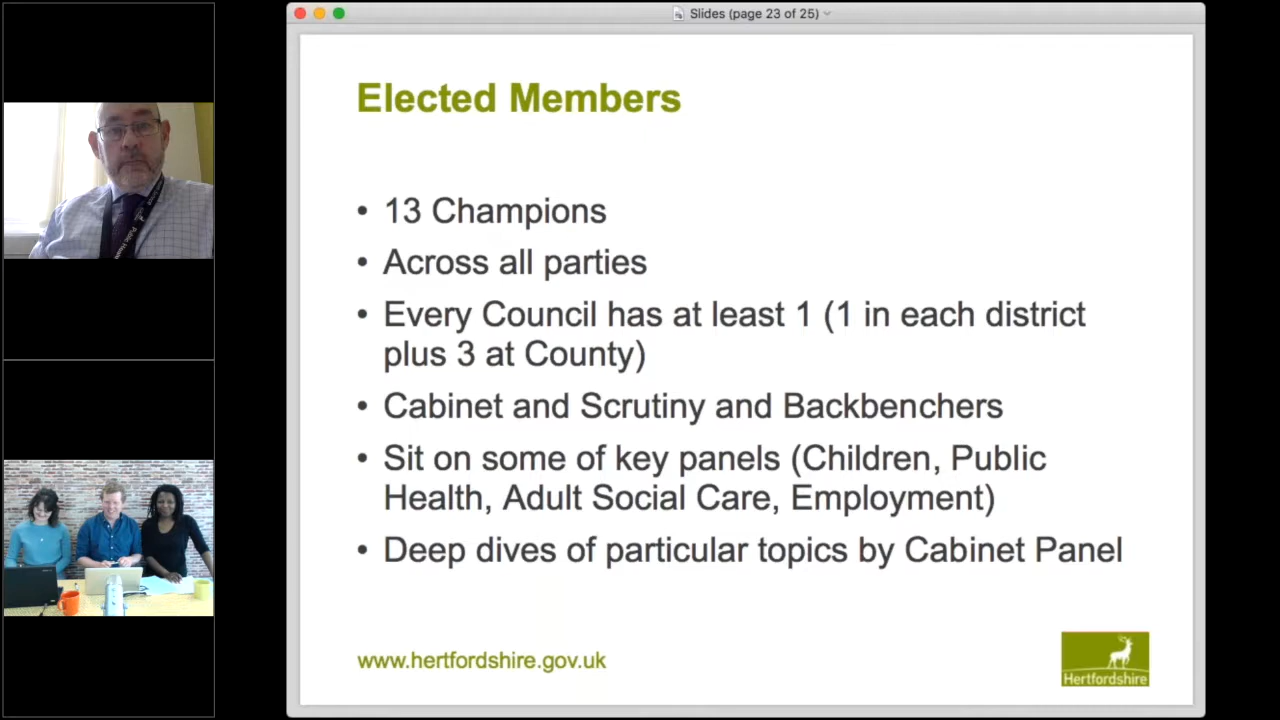 Slides (page 23 of 25)
Elected Members
• 13 Champions
• Across all parties
• Every Council has at least 1 (1 in each district
plus 3 at County)
• Cabinet and Scrutiny and Backbenchers
• Sit on some of key panels (Children, Public
Health, Adult Social Care, Employment)
• Deep dives of particular topics by Cabinet Panel
www.hertfordshire.gov.uk
Hertfordshire
Public Health